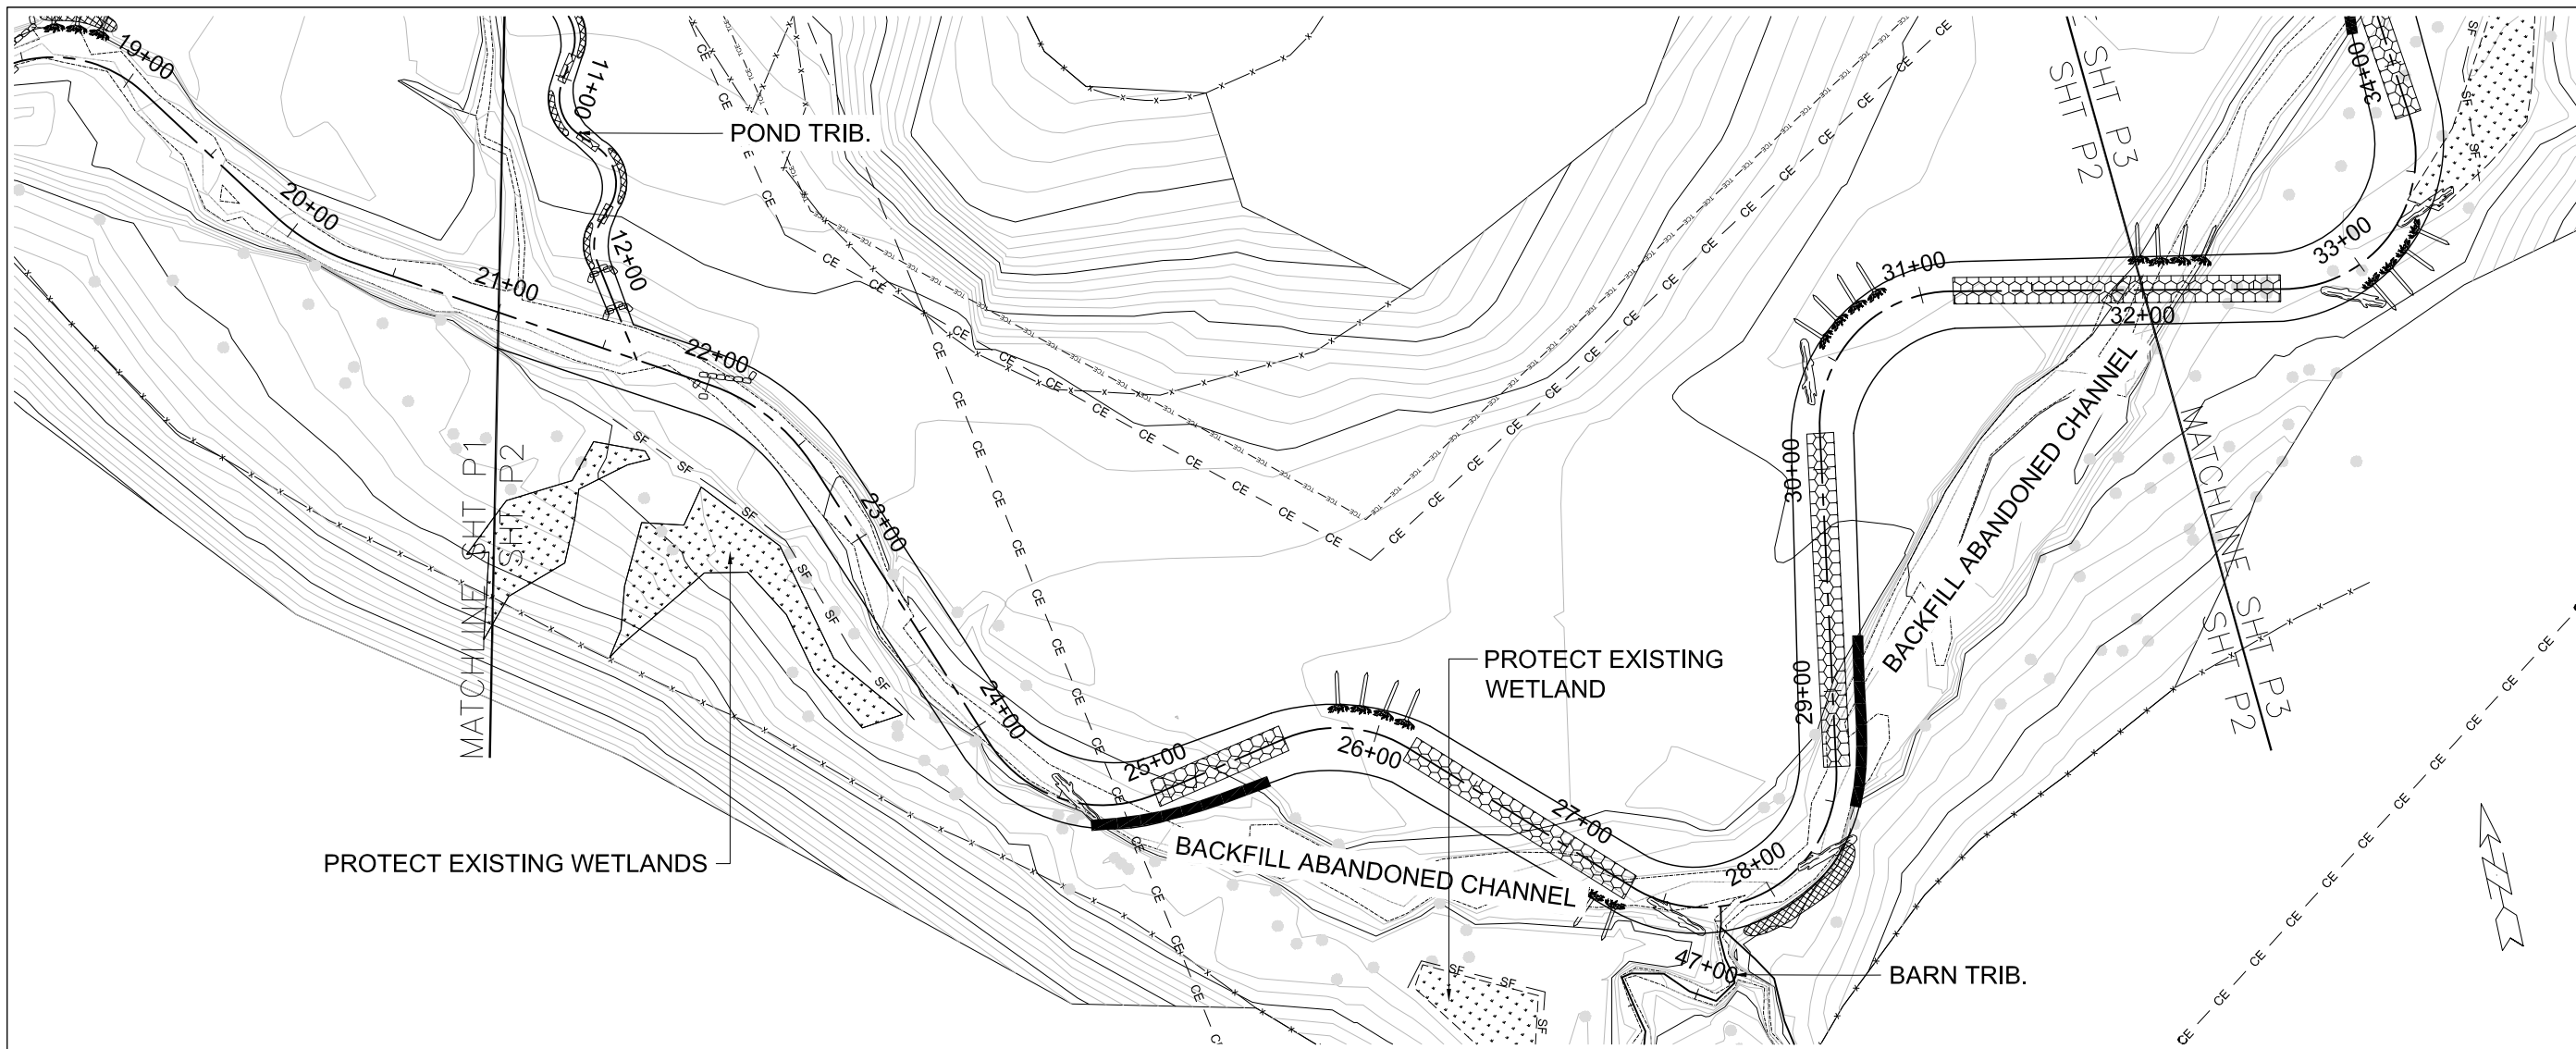 19+00
20+00
21+00
22+00
23+00
24+00
25+00
26+00
27+00
28+00
29+00
30+00
31+00
32+00
33+00
34+00
11+00
12+00
47+00
POND TRIB.
BARN TRIB.
PROTECT EXISTING WETLANDS
PROTECT EXISTING
WETLAND
BACKFILL ABANDONED CHANNEL
BACKFILL ABANDONED CHANNEL
MATCHLINE SHT P1
SHT P2
SHT P3
SHT P2
MATCHLINE SHT P3
SHT P2
CE
TCE
SF
X
N